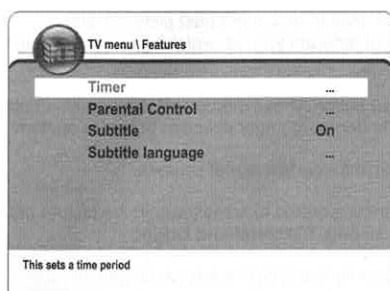 TV menu \ Features
Timer ...
Parental Control ...
Subtitle On
Subtitle language ...
This sets a time period